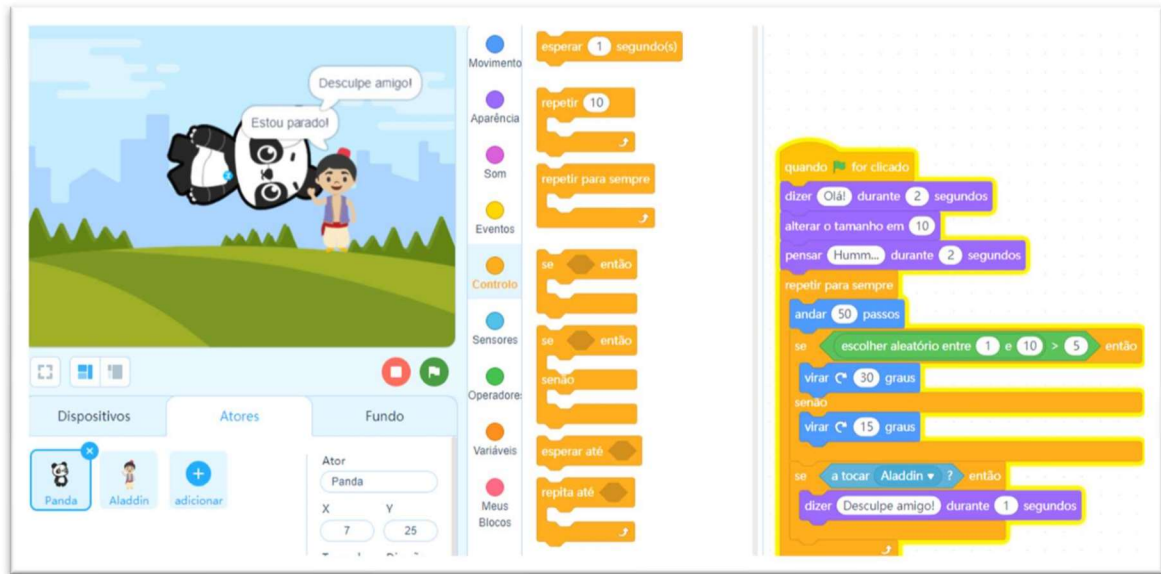 Desculpe amigo!
Estou parado!
Dispositivos
Atores
Fundo
Panda
Aladdin
adicionar
Ator
Panda
X
Y
7
25
Movimento
Aparência
Som
Eventos
Controlo
Sensores
Operadore
Variáveis
Meus
Blocos
esperar 1 segundo(s)
repetir 10
repetir para sempre
se então
se então
senão
esperar até
repita até
quando for clicado
dizer Olá! durante 2 segundos
alterar o tamanho em 10
pensar Humm... durante 2 segundos
repetir para sempre
andar 50 passos
se escolher aleatório entre 1 e 10 > 5 então
virar 30 graus
senão
virar 15 graus
se a tocar Aladdin ? então
dizer Desculpe amigo! durante 1 segundos